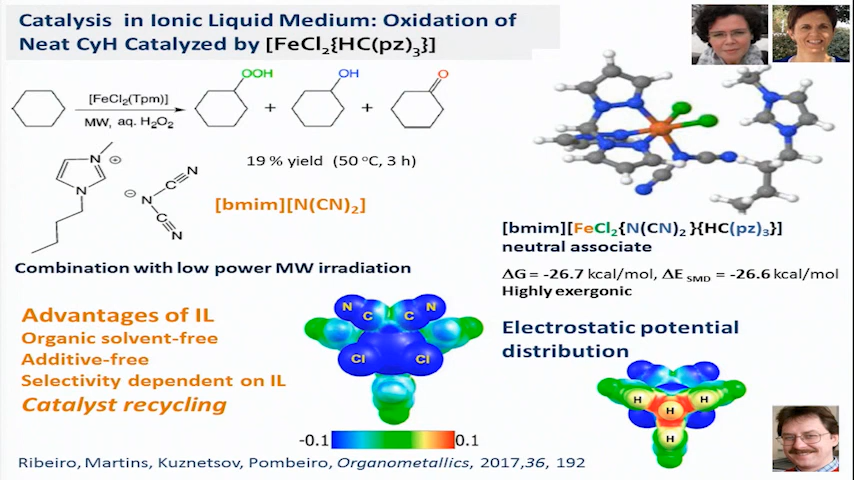 Catalysis in Ionic Liquid Medium: Oxidation of
Neat CyH Catalyzed by [FeCl₂{HC(pz)₃}]
OOH
OH
O
[FeCl₂(Tpm)]
MW, aq. H₂O₂
+
+
19 % yield (50 °C, 3 h)
N
⊕
N
⊖
N
C
N
C
N
[bmim][N(CN)₂]
Combination with low power MW irradiation
[bmim][FeCl₂{N(CN)₂ }{HC(pz)₃}]
neutral associate
ΔG = -26.7 kcal/mol, ΔE SMD = -26.6 kcal/mol
Highly exergonic
Advantages of IL
Organic solvent-free
Additive-free
Selectivity dependent on IL
Catalyst recycling
N
N
C
C
Cl
Cl
-0.1
0.1
Electrostatic potential
distribution
H
H
H
H
Ribeiro, Martins, Kuznetsov, Pombeiro, Organometallics, 2017,36, 192